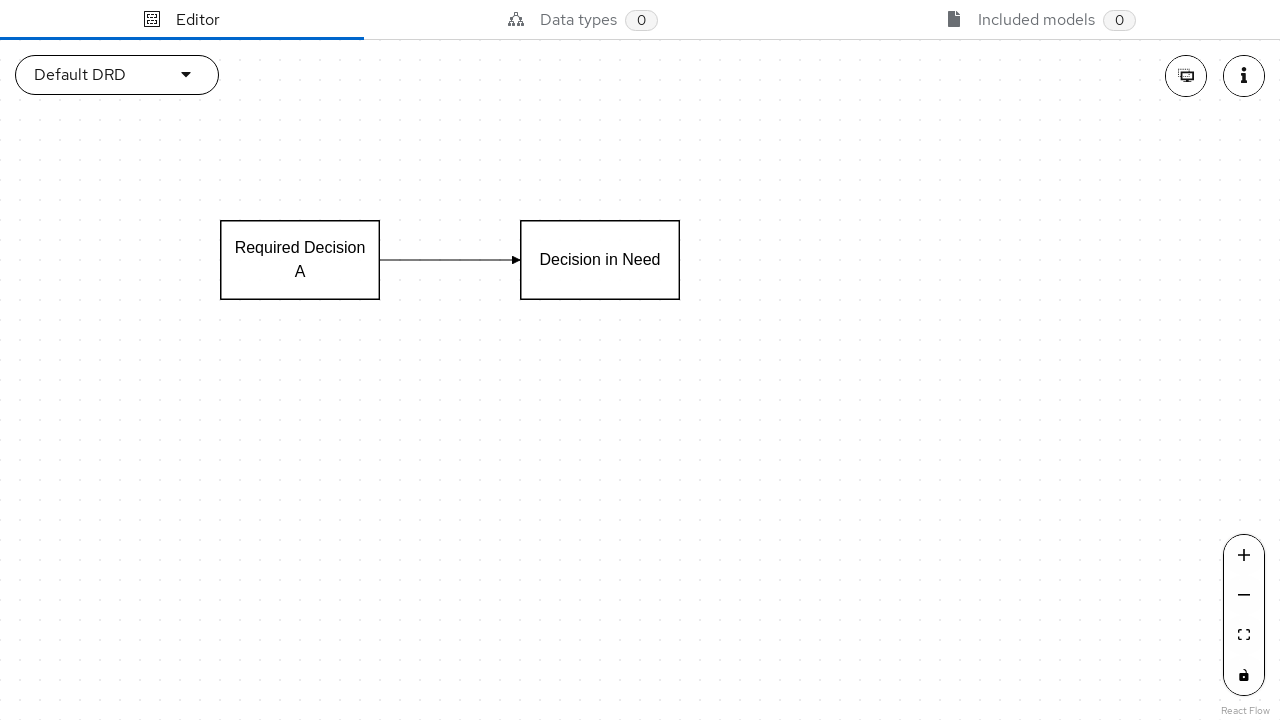 Editor
Data types 0
Included models 0
Default DRD
Required Decision
A
Decision in Need
React Flow